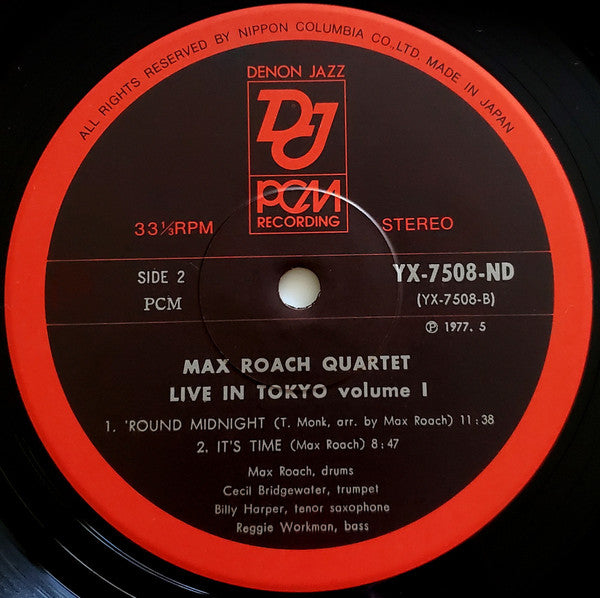 ALL RIGHTS RESERVED BY NIPPON COLUMBIA CO., LTD. MADE IN JAPAN
DENON JAZZ
DJ
PCM
RECORDING
33⅓RPM
STEREO
SIDE 2
PCM
YX-7508-ND
(YX-7508-B)
Ⓟ 1977. 5
MAX ROACH QUARTET
LIVE IN TOKYO volume I
1. 'ROUND MIDNIGHT (T. Monk, arr. by Max Roach) 11:38
2. IT'S TIME (Max Roach) 8:47
Max Roach, drums
Cecil Bridgewater, trumpet
Billy Harper, tenor saxophone
Reggie Workman, bass